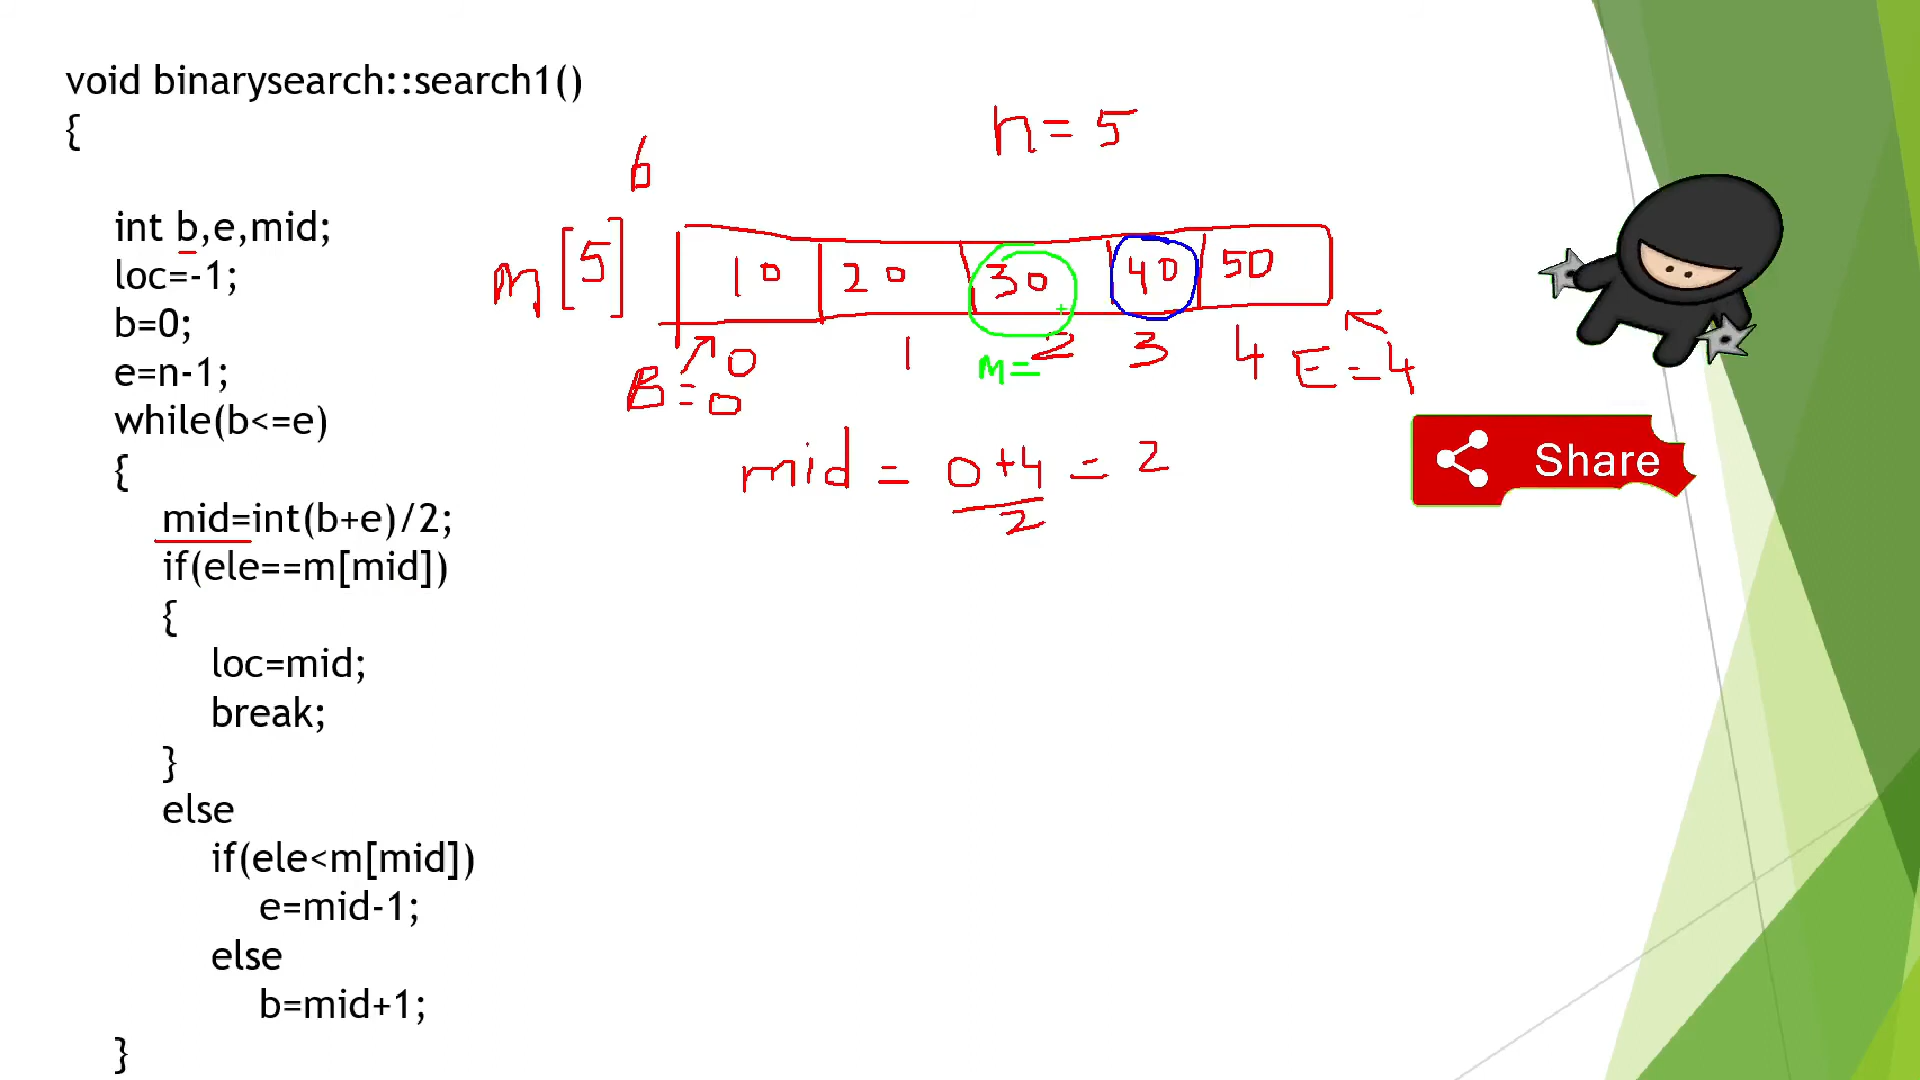 void binarysearch::search1()
{
int b,e,mid;
loc=-1;
b=0;
e=n-1;
while(b<=e)
{
mid=int(b+e)/2;
if(ele==m[mid])
{
loc=mid;
break;
}
else
if(ele<m[mid])
e=mid-1;
else
b=mid+1;
}
n=5
6
m[5] 10 20 30 40 50
0 1 2 3 4
B=0 M= E=4
mid = 0+4 = 2
2
Share